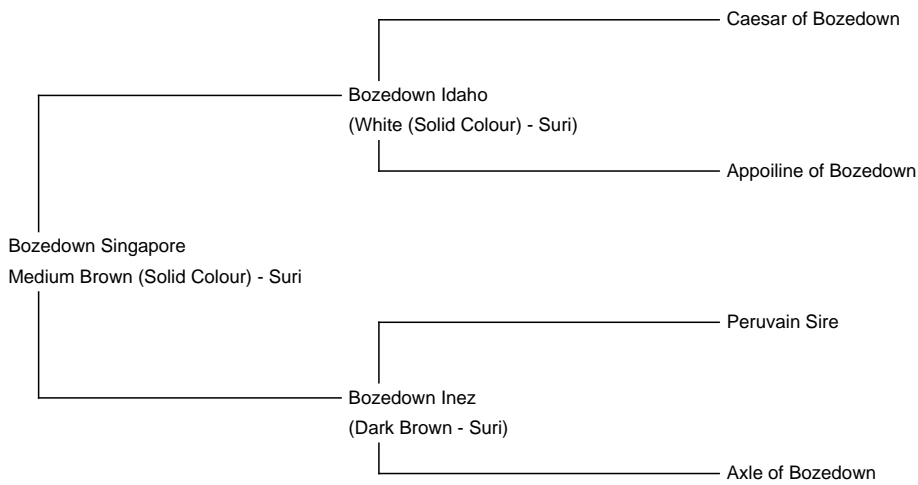 Caesar of Bozedown
Bozedown Idaho
(White (Solid Colour) - Suri)
Appoiline of Bozedown
Bozedown Singapore
Medium Brown (Solid Colour) - Suri
Peruvain Sire
Bozedown Inez
(Dark Brown - Suri)
Axle of Bozedown